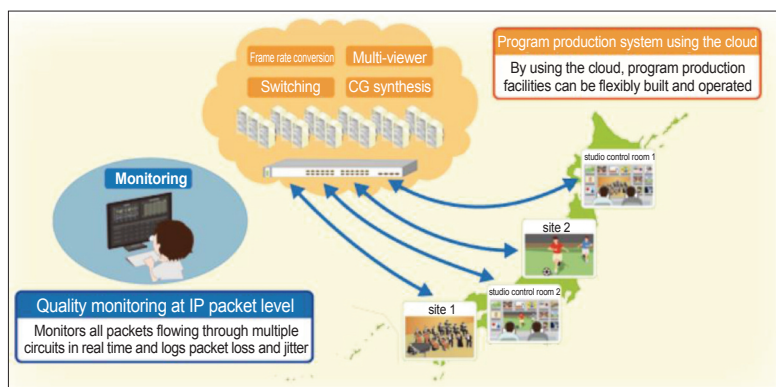 Frame rate conversion
Multi-viewer
Switching
CG synthesis
Program production system using the cloud
By using the cloud, program production
facilities can be flexibly built and operated
Monitoring
studio control room 1
site 2
studio control room 2
site 1
Quality monitoring at IP packet level
Monitors all packets flowing through multiple
circuits in real time and logs packet loss and jitter